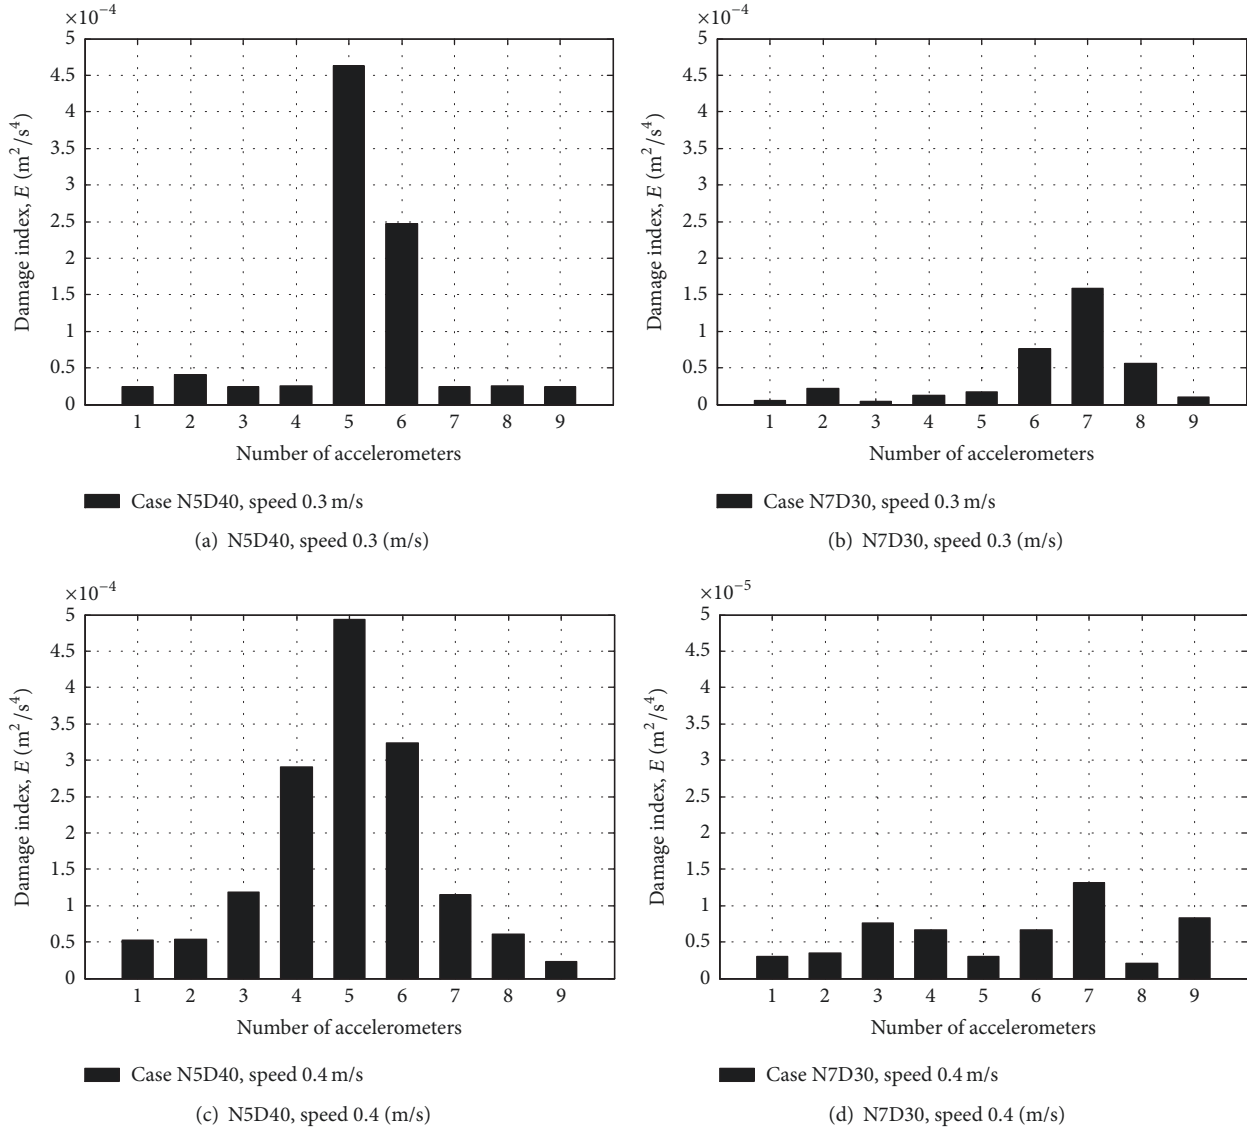 ×10⁻⁴
5
4.5
4
3.5
3
2.5
2
1.5
1
0.5
0
Damage index, E (m²/s⁴)
1 2 3 4 5 6 7 8 9
Number of accelerometers
Case N5D40, speed 0.3 m/s
(a) N5D40, speed 0.3 (m/s)
×10⁻⁴
5
4.5
4
3.5
3
2.5
2
1.5
1
0.5
0
Damage index, E (m²/s⁴)
1 2 3 4 5 6 7 8 9
Number of accelerometers
Case N7D30, speed 0.3 m/s
(b) N7D30, speed 0.3 (m/s)
×10⁻⁴
5
4.5
4
3.5
3
2.5
2
1.5
1
0.5
0
Damage index, E (m²/s⁴)
1 2 3 4 5 6 7 8 9
Number of accelerometers
Case N5D40, speed 0.4 m/s
(c) N5D40, speed 0.4 (m/s)
×10⁻⁵
5
4.5
4
3.5
3
2.5
2
1.5
1
0.5
0
Damage index, E (m²/s⁴)
1 2 3 4 5 6 7 8 9
Number of accelerometers
Case N7D30, speed 0.4 m/s
(d) N7D30, speed 0.4 (m/s)